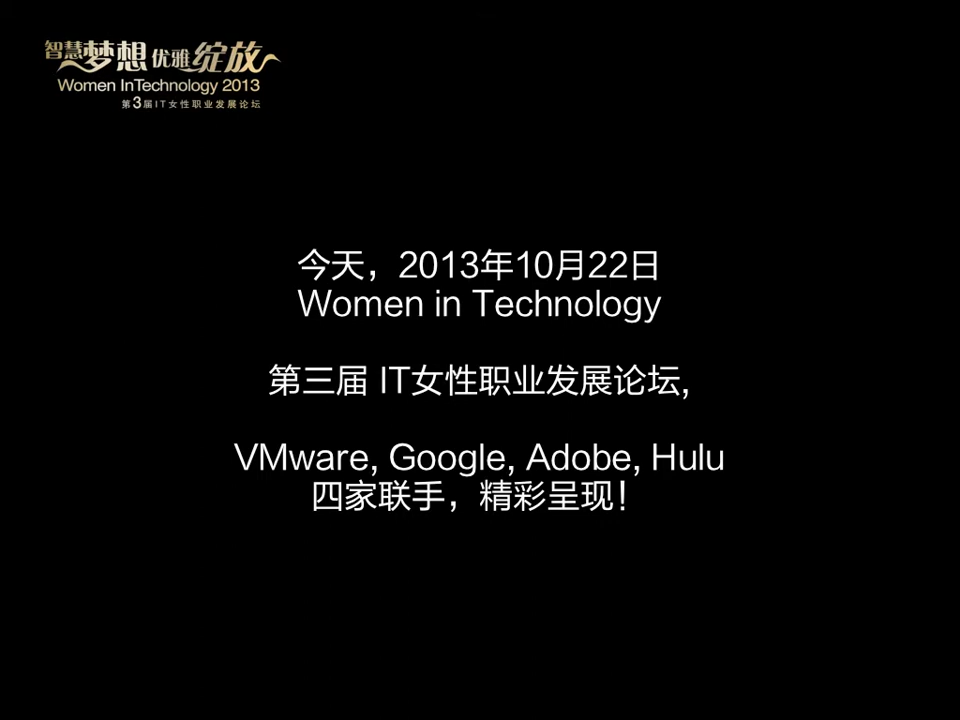 智慧梦想 优雅绽放
Women InTechnology 2013
第3届IT女性职业发展论坛
今天，2013年10月22日
Women in Technology
第三届 IT女性职业发展论坛,
VMware, Google, Adobe, Hulu
四家联手，精彩呈现！